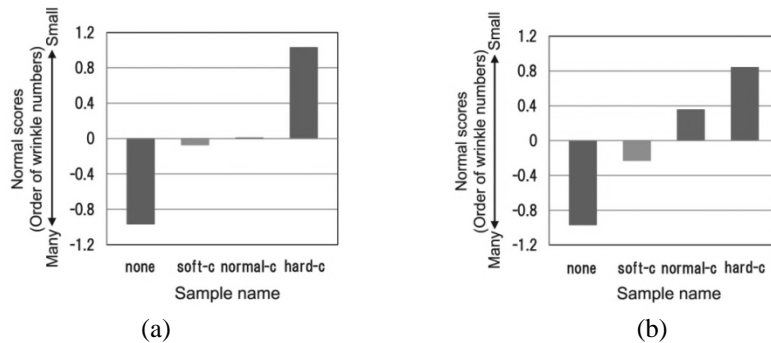 Normal scores
(Order of wrinkle numbers)
Many
Small
1.2
0.8
0.4
0
-0.4
-0.8
-1.2
none soft-c normal-c hard-c
Sample name
(a)
Normal scores
(Order of wrinkle numbers)
Many
Small
1.2
0.8
0.4
0
-0.4
-0.8
-1.2
none soft-c normal-c hard-c
Sample name
(b)